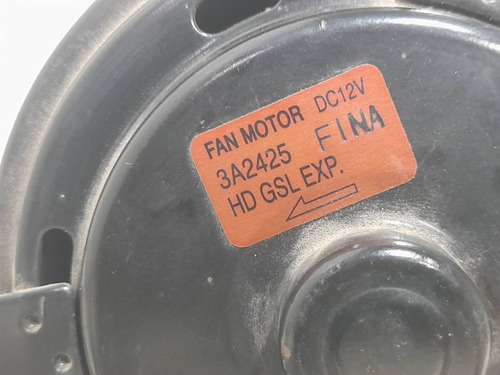 FAN MOTOR DC12V
3A2425 FINA
HD GSL EXP.